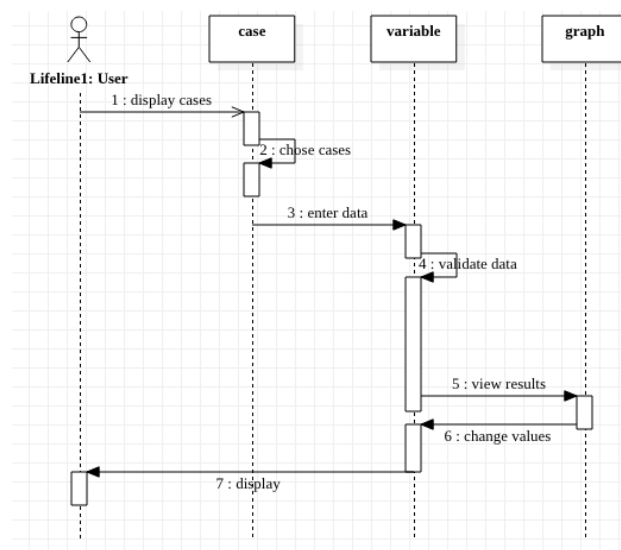 case
variable
graph
Lifeline1: User
1 : display cases
2 : chose cases
3 : enter data
4 : validate data
5 : view results
6 : change values
7 : display